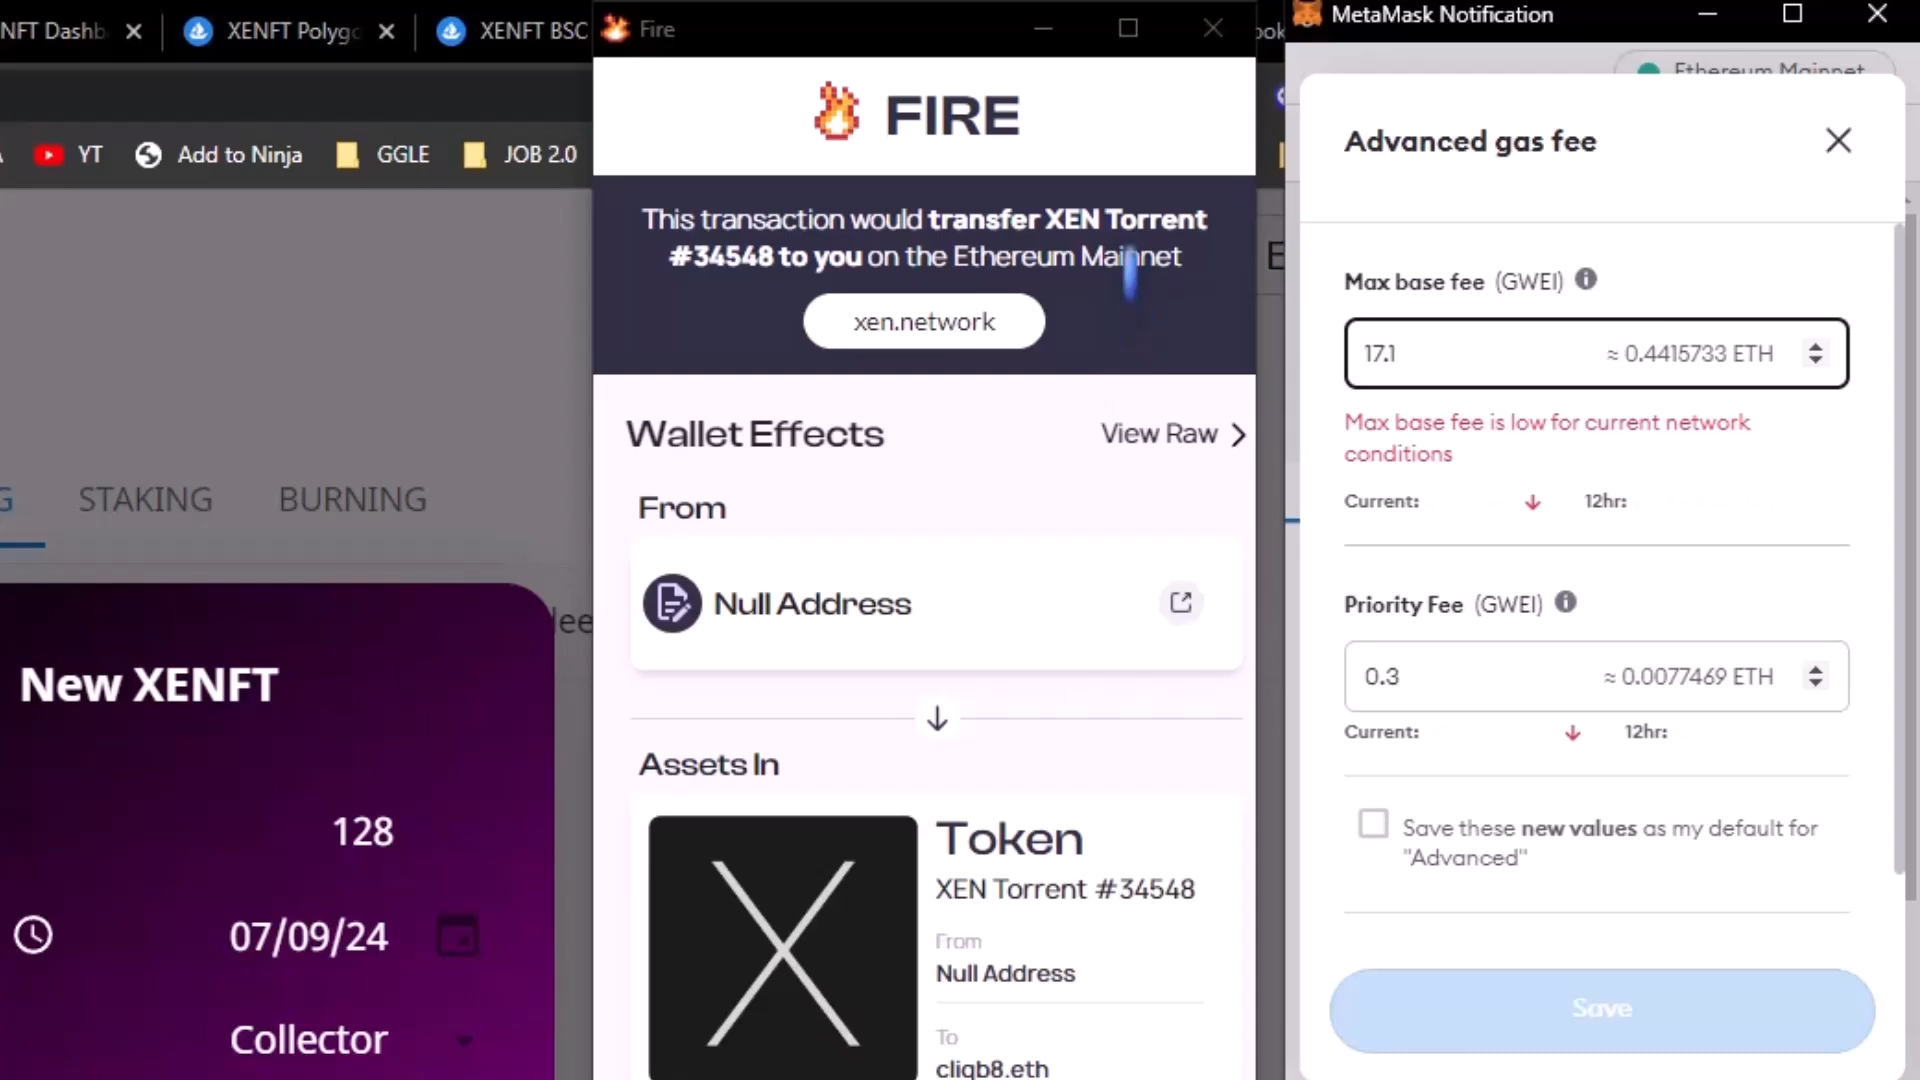 NFT Dashb
XENFT Polygo
XENFT BSC
YT
Add to Ninja
GGLE
JOB 2.0
STAKING
BURNING
New XENFT
128
07/09/24
Collector
Fire
FIRE
This transaction would transfer XEN Torrent
#34548 to you on the Ethereum Mainnet
xen.network
Wallet Effects
View Raw
From
Null Address
Assets In
Token
XEN Torrent #34548
From
Null Address
To
cliqb8.eth
MetaMask Notification
Ethereum Mainnet
Advanced gas fee
Max base fee (GWEI)
17.1
≈ 0.4415733 ETH
Max base fee is low for current network
conditions
Current:
12hr:
Priority Fee (GWEI)
0.3
≈ 0.0077469 ETH
Current:
12hr:
Save these new values as my default for
"Advanced"
Save